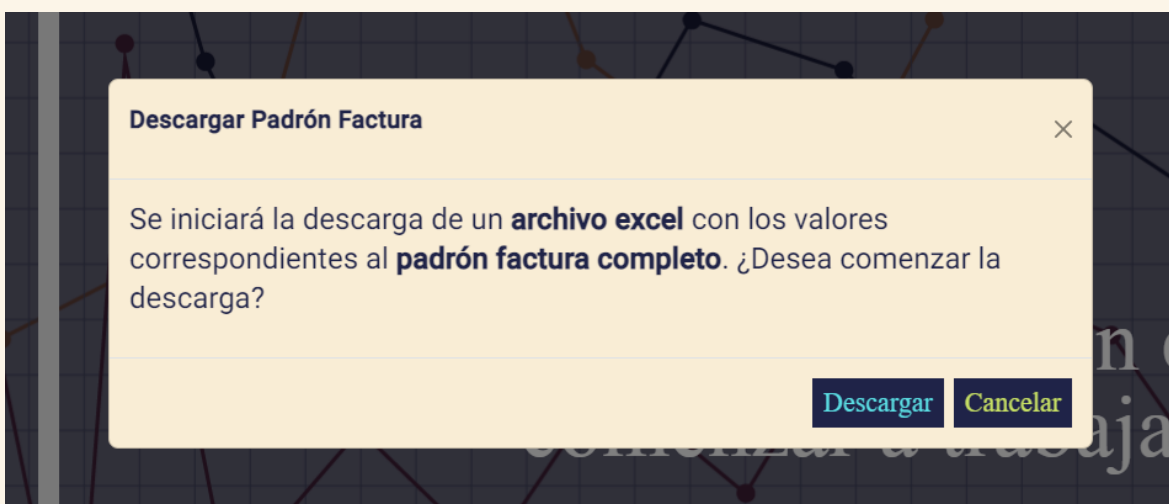 Descargar Padrón Factura
Se iniciará la descarga de un archivo excel con los valores
correspondientes al padrón factura completo. ¿Desea comenzar la
descarga?
Descargar Cancelar